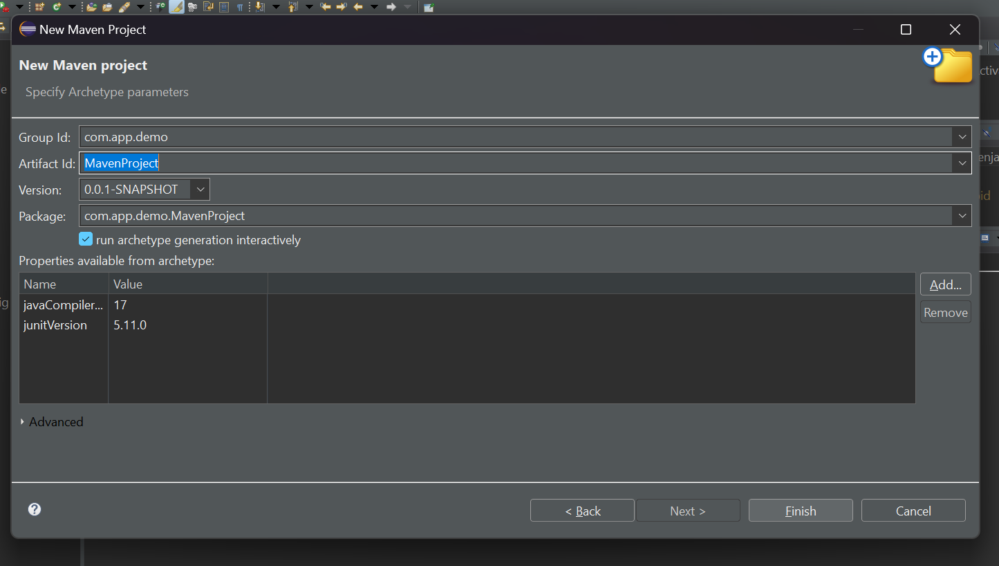 New Maven Project
New Maven project
Specify Archetype parameters
Group Id: com.app.demo
Artifact Id: MavenProject
Version: 0.0.1-SNAPSHOT
Package: com.app.demo.MavenProject
run archetype generation interactively
Properties available from archetype:
Name Value
javaCompiler... 17
junitVersion 5.11.0
Add...
Remove
Advanced
< Back Next > Finish Cancel